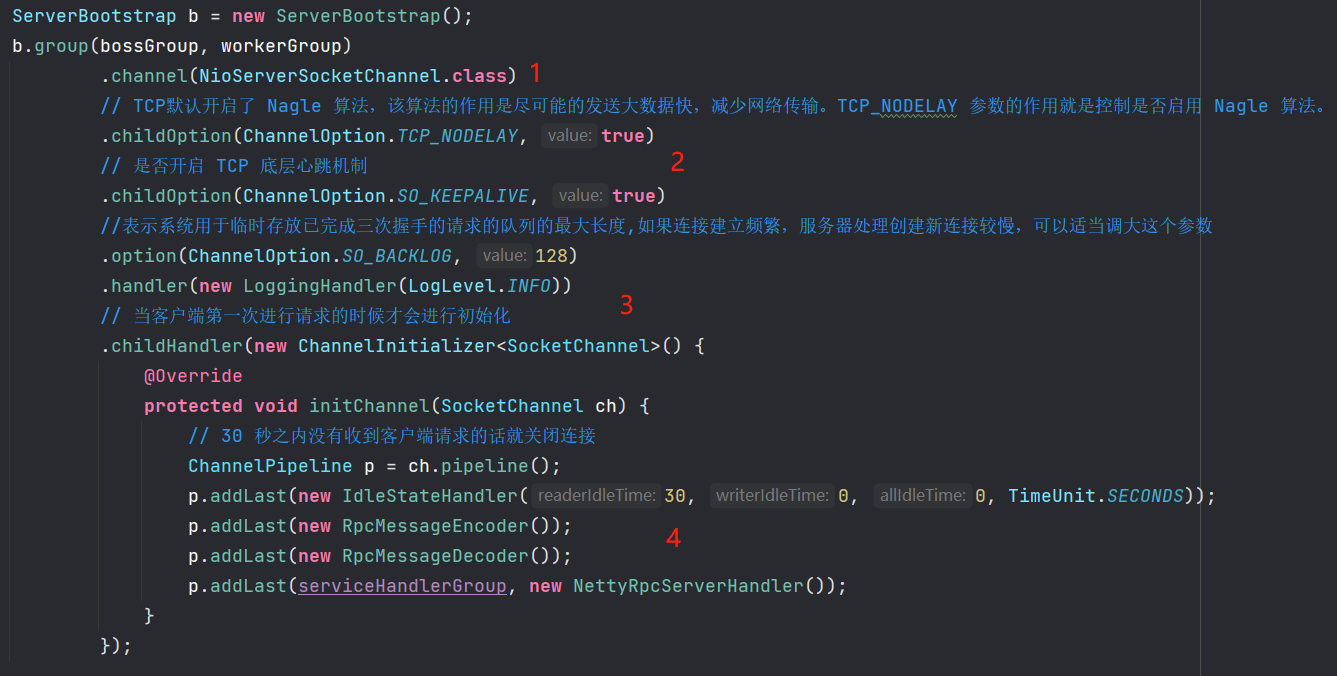 ServerBootstrap b = new ServerBootstrap();
b.group(bossGroup, workerGroup)
.channel(NioServerSocketChannel.class) 1
// TCP默认开启了 Nagle 算法，该算法的作用是尽可能的发送大数据快，减少网络传输。TCP_NODELAY 参数的作用就是控制是否启用 Nagle 算法。
.childOption(ChannelOption.TCP_NODELAY, value: true)
// 是否开启 TCP 底层心跳机制 2
.childOption(ChannelOption.SO_KEEPALIVE, value: true)
//表示系统用于临时存放已完成三次握手的请求的队列的最大长度,如果连接建立频繁，服务器处理创建新连接较慢，可以适当调大这个参数
.option(ChannelOption.SO_BACKLOG, value: 128)
.handler(new LoggingHandler(LogLevel.INFO))
// 当客户端第一次进行请求的时候才会进行初始化 3
.childHandler(new ChannelInitializer<SocketChannel>() {
@Override
protected void initChannel(SocketChannel ch) {
// 30 秒之内没有收到客户端请求的话就关闭连接
ChannelPipeline p = ch.pipeline();
p.addLast(new IdleStateHandler( readerIdleTime: 30, writerIdleTime: 0, allIdleTime: 0, TimeUnit.SECONDS));
p.addLast(new RpcMessageEncoder()); 4
p.addLast(new RpcMessageDecoder());
p.addLast(serviceHandlerGroup, new NettyRpcServerHandler());
}
});